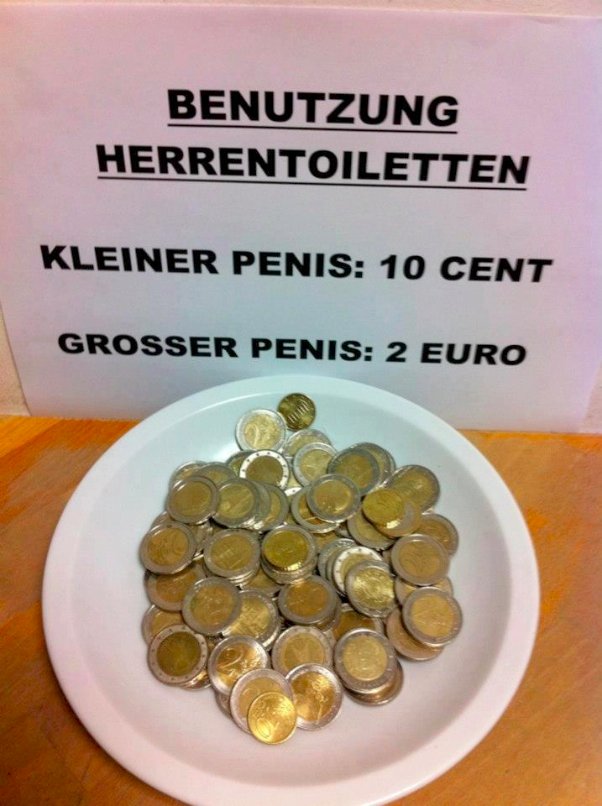 BENUTZUNG
HERRENTOILETTEN
KLEINER PENIS: 10 CENT
GROSSER PENIS: 2 EURO